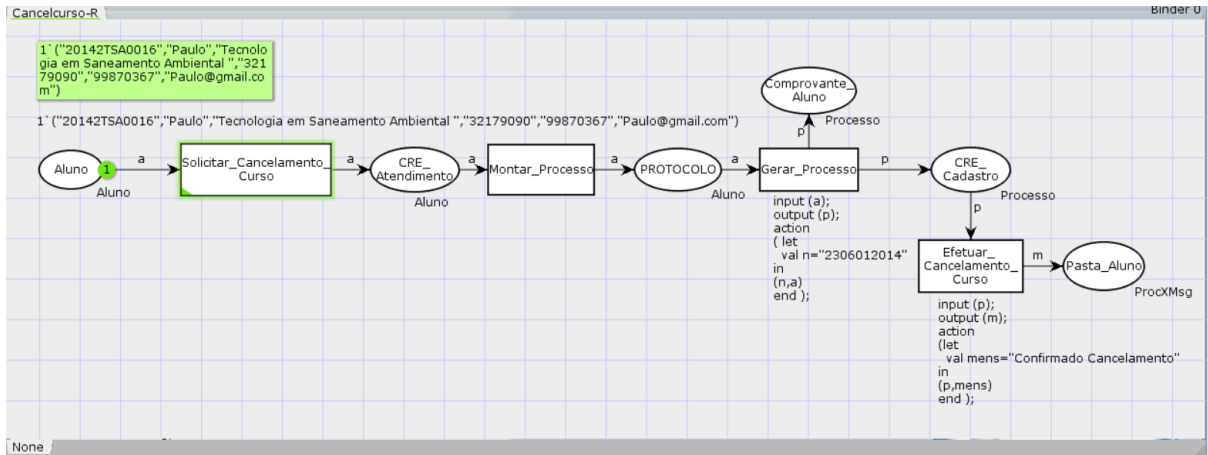 Cancelcurso-R
Binder 0
1`("20142TSA0016","Paulo","Tecnolo
gia em Saneamento Ambiental ","321
79090","99870367","Paulo@gmail.co
m")
1`("20142TSA0016","Paulo","Tecnologia em Saneamento Ambiental ","32179090","99870367","Paulo@gmail.com")
Comprovante_
Aluno
Processo
p
Aluno
1
a
Aluno
Solicitar_Cancelamento_
Curso
a
CRE_
Atendimento
Aluno
a
Montar_Processo
a
PROTOCOLO
Aluno
a
Gerar_Processo
p
CRE_
Cadastro
Processo
input (a);
output (p);
action
( let
val n="2306012014"
in
(n,a)
end );
p
Efetuar_
Cancelamento_
Curso
m
Pasta_Aluno
ProcXMsg
input (p);
output (m);
action
(let
val mens="Confirmado Cancelamento"
in
(p,mens)
end );
None